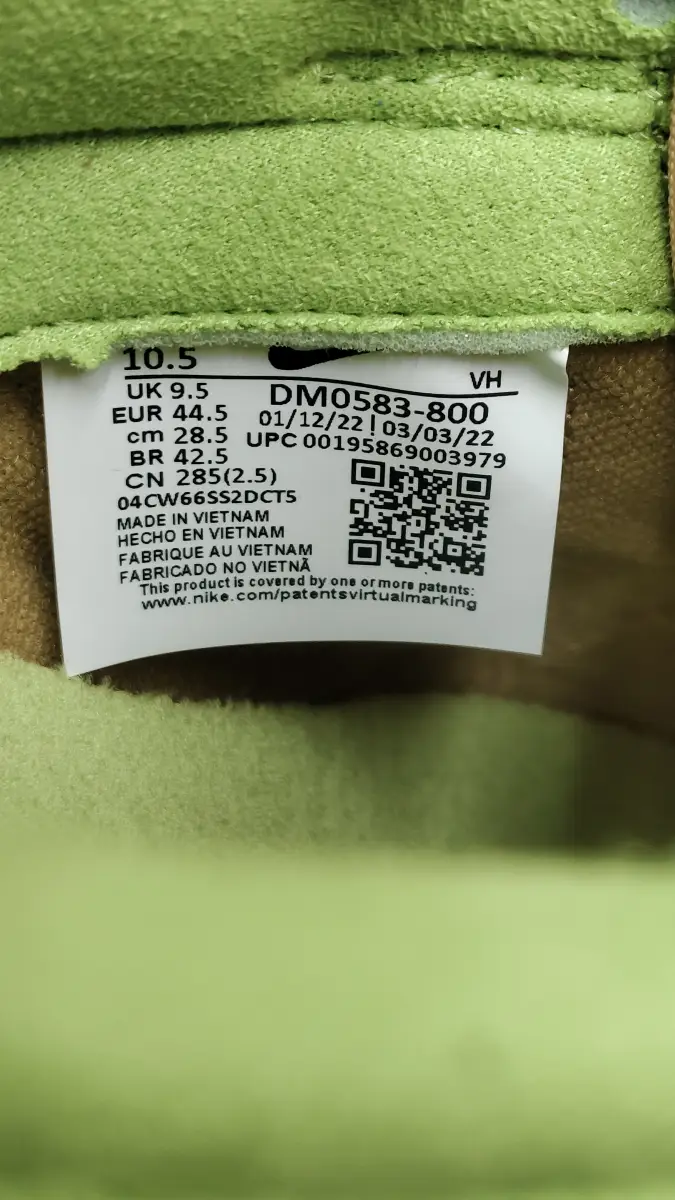 10.5
VH
UK 9.5
EUR 44.5
cm 28.5
BR 42.5
CN 285(2.5)
04CW66SS2DCT5
DM0583-800
01/12/22 | 03/03/22
UPC 00195869003979
MADE IN VIETNAM
HECHO EN VIETNAM
FABRIQUE AU VIETNAM
FABRICADO NO VIETNÃ
This product is covered by one or more patents:
www.nike.com/patentsvirtualmarking